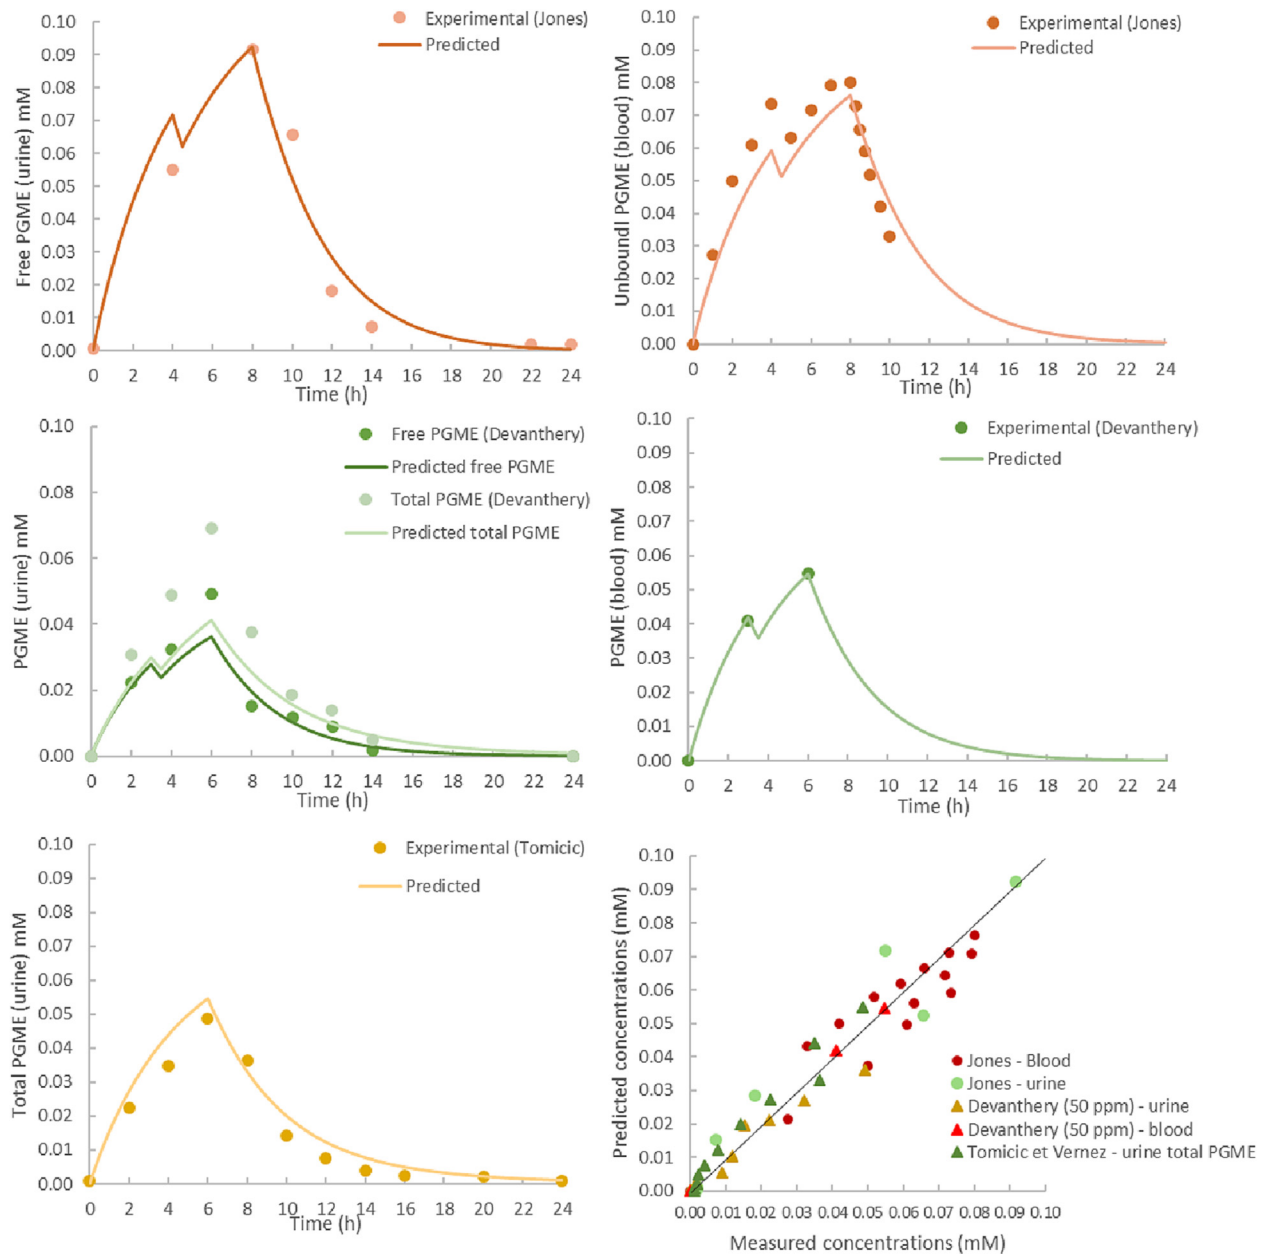 Experimental (Jones)
Predicted
Free PGME (urine) mM
0.10
0.09
0.08
0.07
0.06
0.05
0.04
0.03
0.02
0.01
0.00
0 2 4 6 8 10 12 14 16 18 20 22 24
Time (h)
Experimental (Jones)
Predicted
Unboundl PGME (blood) mM
0.10
0.09
0.08
0.07
0.06
0.05
0.04
0.03
0.02
0.01
0.00
0 2 4 6 8 10 12 14 16 18 20 22 24
Time (h)
Free PGME (Devanthery)
Predicted free PGME
Total PGME (Devanthery)
Predicted total PGME
PGME (urine) mM
0.10
0.08
0.06
0.04
0.02
0.00
0 2 4 6 8 10 12 14 16 18 20 22 24
Time (h)
Experimental (Devanthery)
Predicted
PGME (blood) mM
0.10
0.09
0.08
0.07
0.06
0.05
0.04
0.03
0.02
0.01
0.00
0 2 4 6 8 10 12 14 16 18 20 22 24
Time (h)
Experimental (Tomicic)
Predicted
Total PGME (urine) mM
0.10
0.09
0.08
0.07
0.06
0.05
0.04
0.03
0.02
0.01
0.00
0 2 4 6 8 10 12 14 16 18 20 22 24
Time (h)
Predicted concentrations (mM)
0.10
0.09
0.08
0.07
0.06
0.05
0.04
0.03
0.02
0.01
0.00
Jones - Blood
Jones - urine
Devanthery (50 ppm) - urine
Devanthery (50 ppm) - blood
Tomicic et Vernez - urine total PGME
0.00 0.01 0.02 0.03 0.04 0.05 0.06 0.07 0.08 0.09 0.10
Measured concentrations (mM)